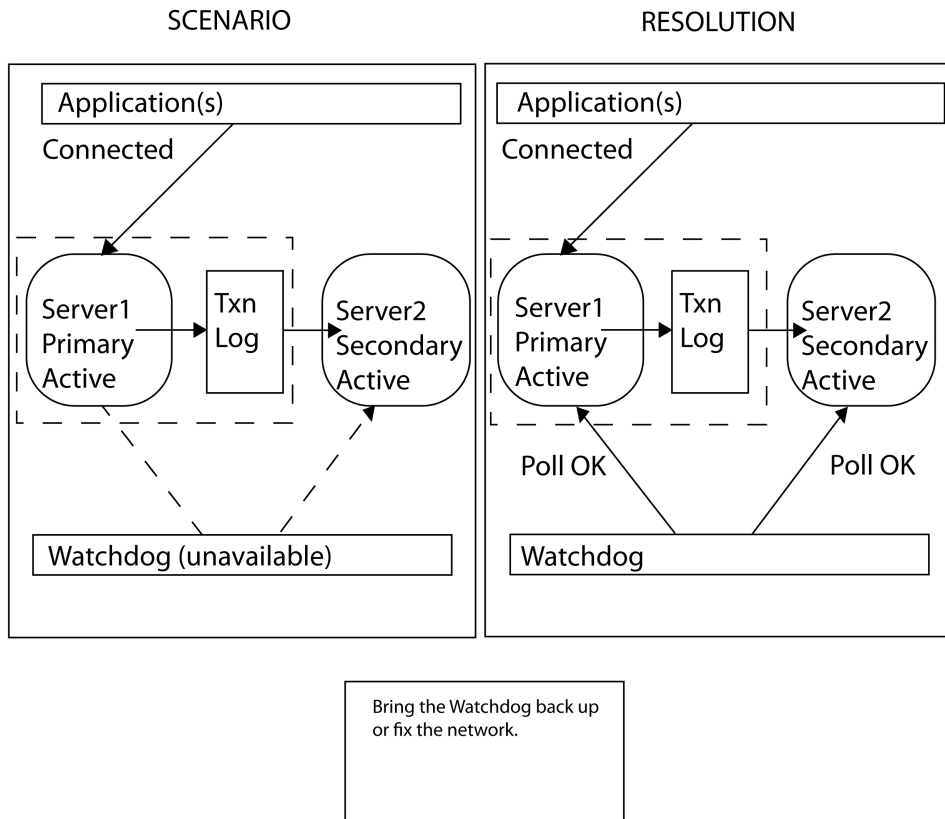 SCENARIO
RESOLUTION
Application(s)
Connected
Server1
Primary
Active
Txn
Log
Server2
Secondary
Active
Watchdog (unavailable)
Application(s)
Connected
Server1
Primary
Active
Txn
Log
Server2
Secondary
Active
Poll OK
Poll OK
Watchdog
Bring the Watchdog back up
or fix the network.